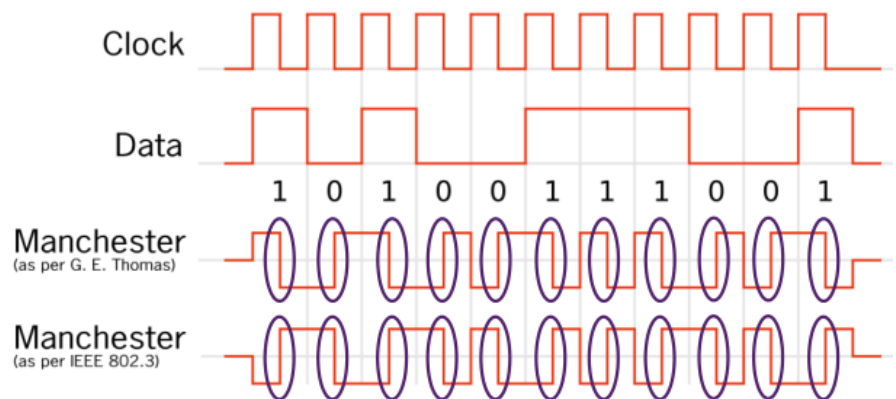 Clock
Data
1 0 1 0 0 1 1 1 0 0 1
Manchester
(as per G. E. Thomas)
Manchester
(as per IEEE 802.3)